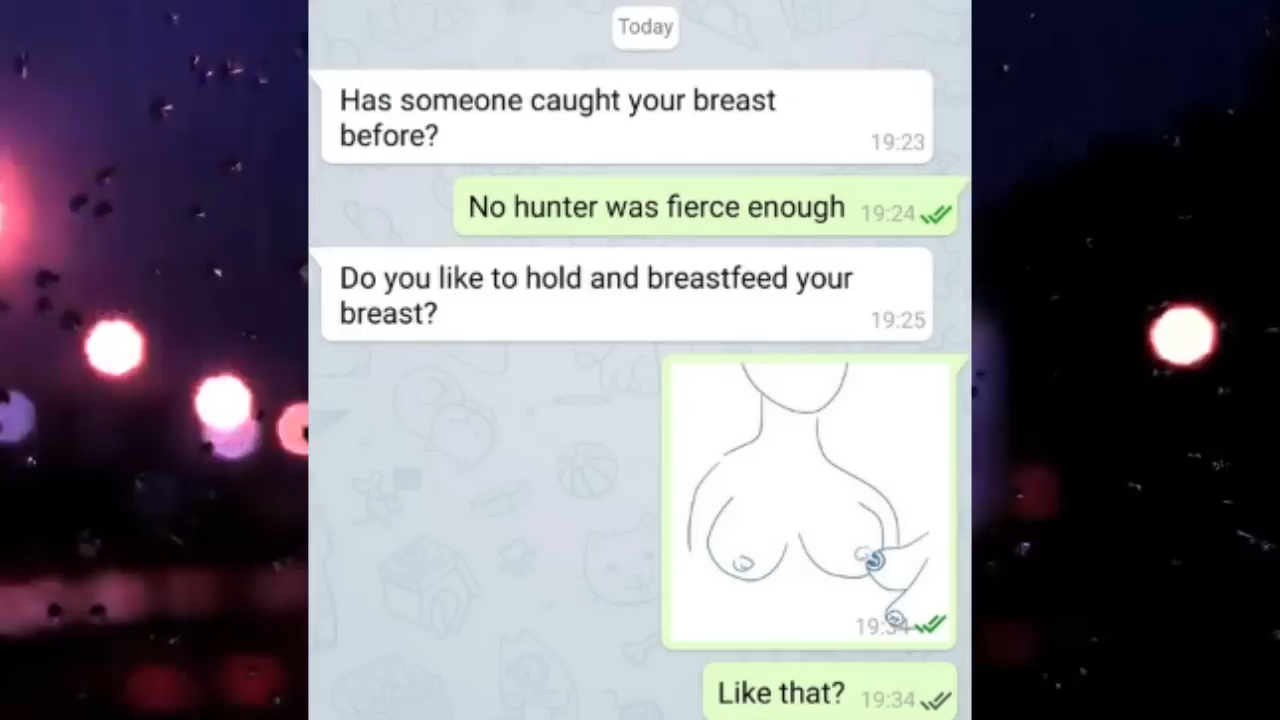 Today
Has someone caught your breast
before?
19:23
No hunter was fierce enough 19:24
Do you like to hold and breastfeed your
breast?
19:25
19:34
Like that? 19:34